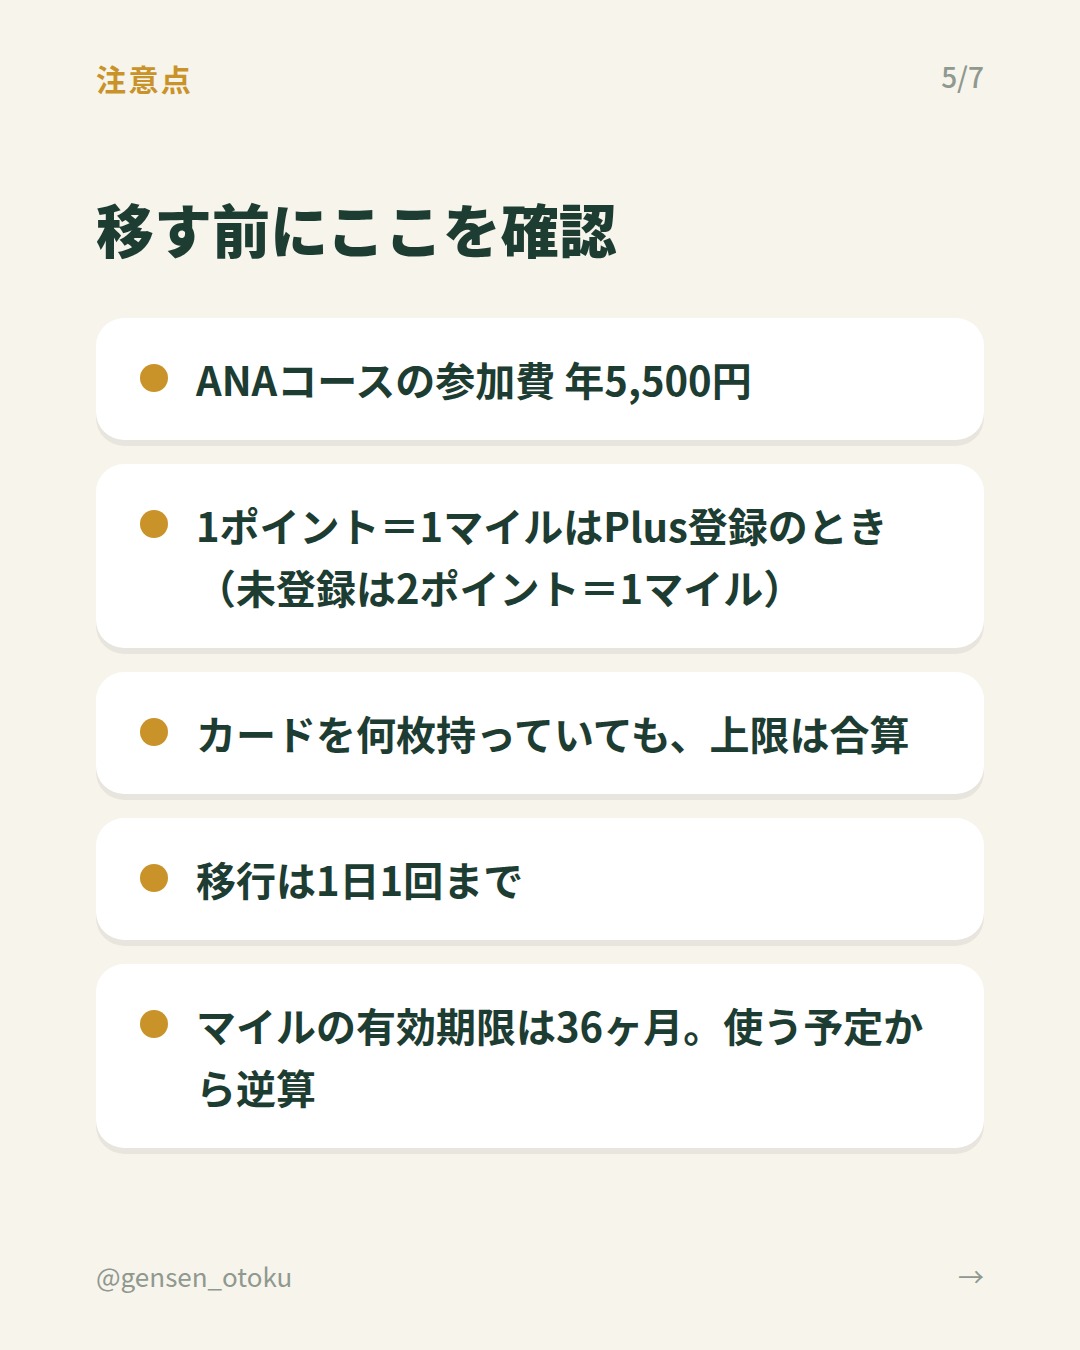 注意点
5/7
移す前にここを確認
ANAコースの参加費 年5,500円
1ポイント＝1マイルはPlus登録のとき
（未登録は2ポイント＝1マイル）
カードを何枚持っていても、上限は合算
移行は1日1回まで
マイルの有効期限は36ヶ月。使う予定か
ら逆算
@gensen_otoku
→